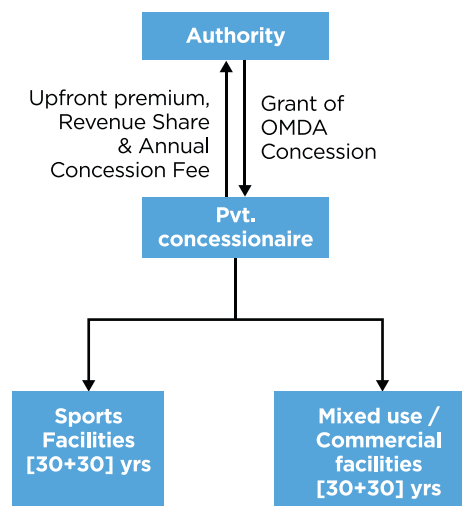 Authority
Upfront premium,
Revenue Share
& Annual
Concession Fee
Grant of
OMDA
Concession
Pvt.
concessionaire
Sports
Facilities
[30+30] yrs
Mixed use /
Commercial
facilities
[30+30] yrs